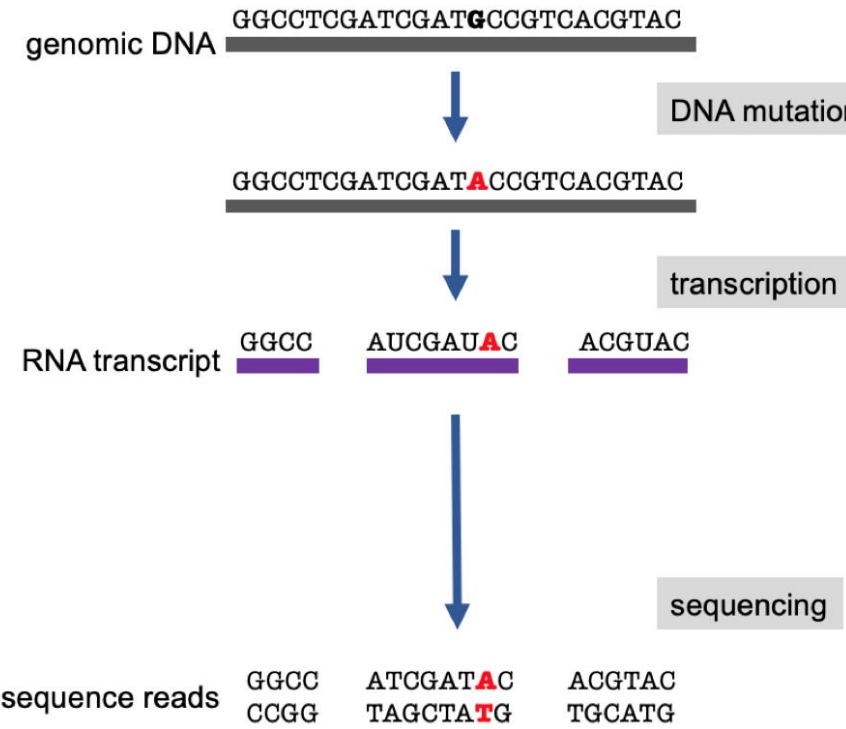 GGCCTCGATCGATGCCGTCACGTAC
genomic DNA
DNA mutation
GGCCTCGATCGATACCGTCACGTAC
transcription
GGCC AUCGAUAC ACGUAC
RNA transcript
sequencing
GGCC ATCGATAC ACGTAC
sequence reads
CCGG TAGCTATG TGCATG